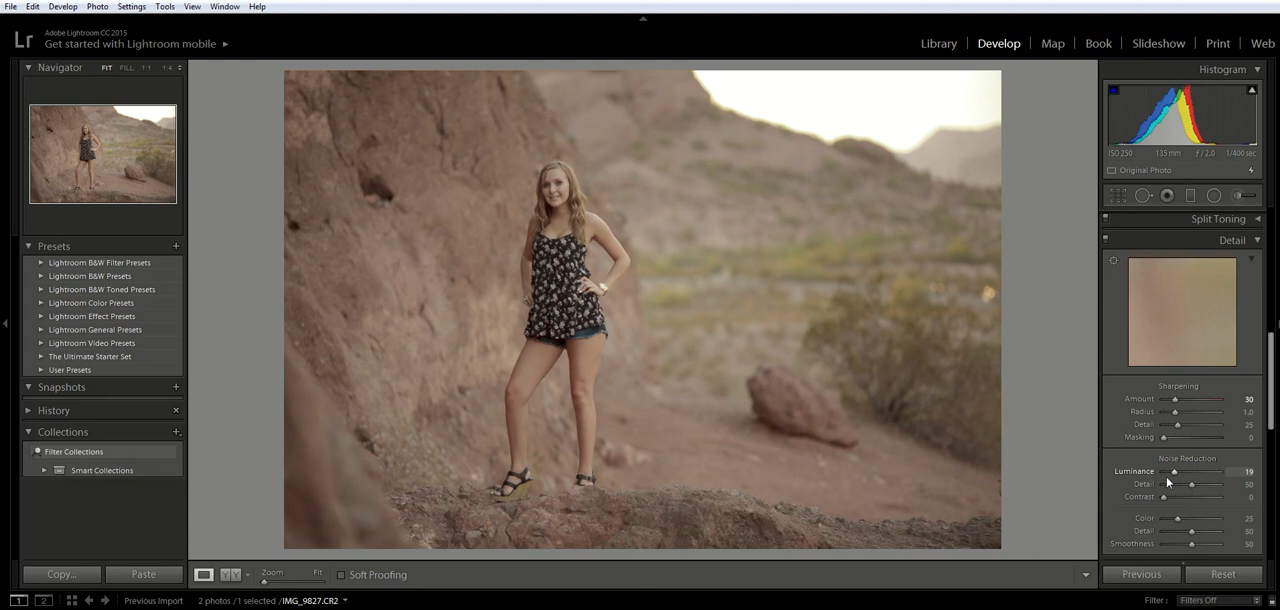 File Edit Develop Photo Settings Tools View Window Help
Lr
Adobe Lightroom CC 2015
Get started with Lightroom mobile
Library | Develop | Map | Book | Slideshow | Print | Web
Navigator FIT FILL 1:1 1:4
Presets +
Lightroom B&W Filter Presets
Lightroom B&W Presets
Lightroom B&W Toned Presets
Lightroom Color Presets
Lightroom Effect Presets
Lightroom General Presets
Lightroom Video Presets
The Ultimate Starter Set
User Presets
Snapshots +
History ×
Collections +
Filter Collections
Smart Collections
Copy... Paste
Zoom Fit
Soft Proofing
Histogram
ISO 250 135 mm ƒ / 2.0 1/400 sec
Original Photo
Split Toning
Detail
Sharpening
Amount 30
Radius 1.0
Detail 25
Masking 0
Noise Reduction
Luminance 19
Detail 50
Contrast 0
Color 25
Detail 50
Smoothness 50
Previous Reset
1 2 Previous Import 2 photos / 1 selected / IMG_9827.CR2 Filter : Filters Off